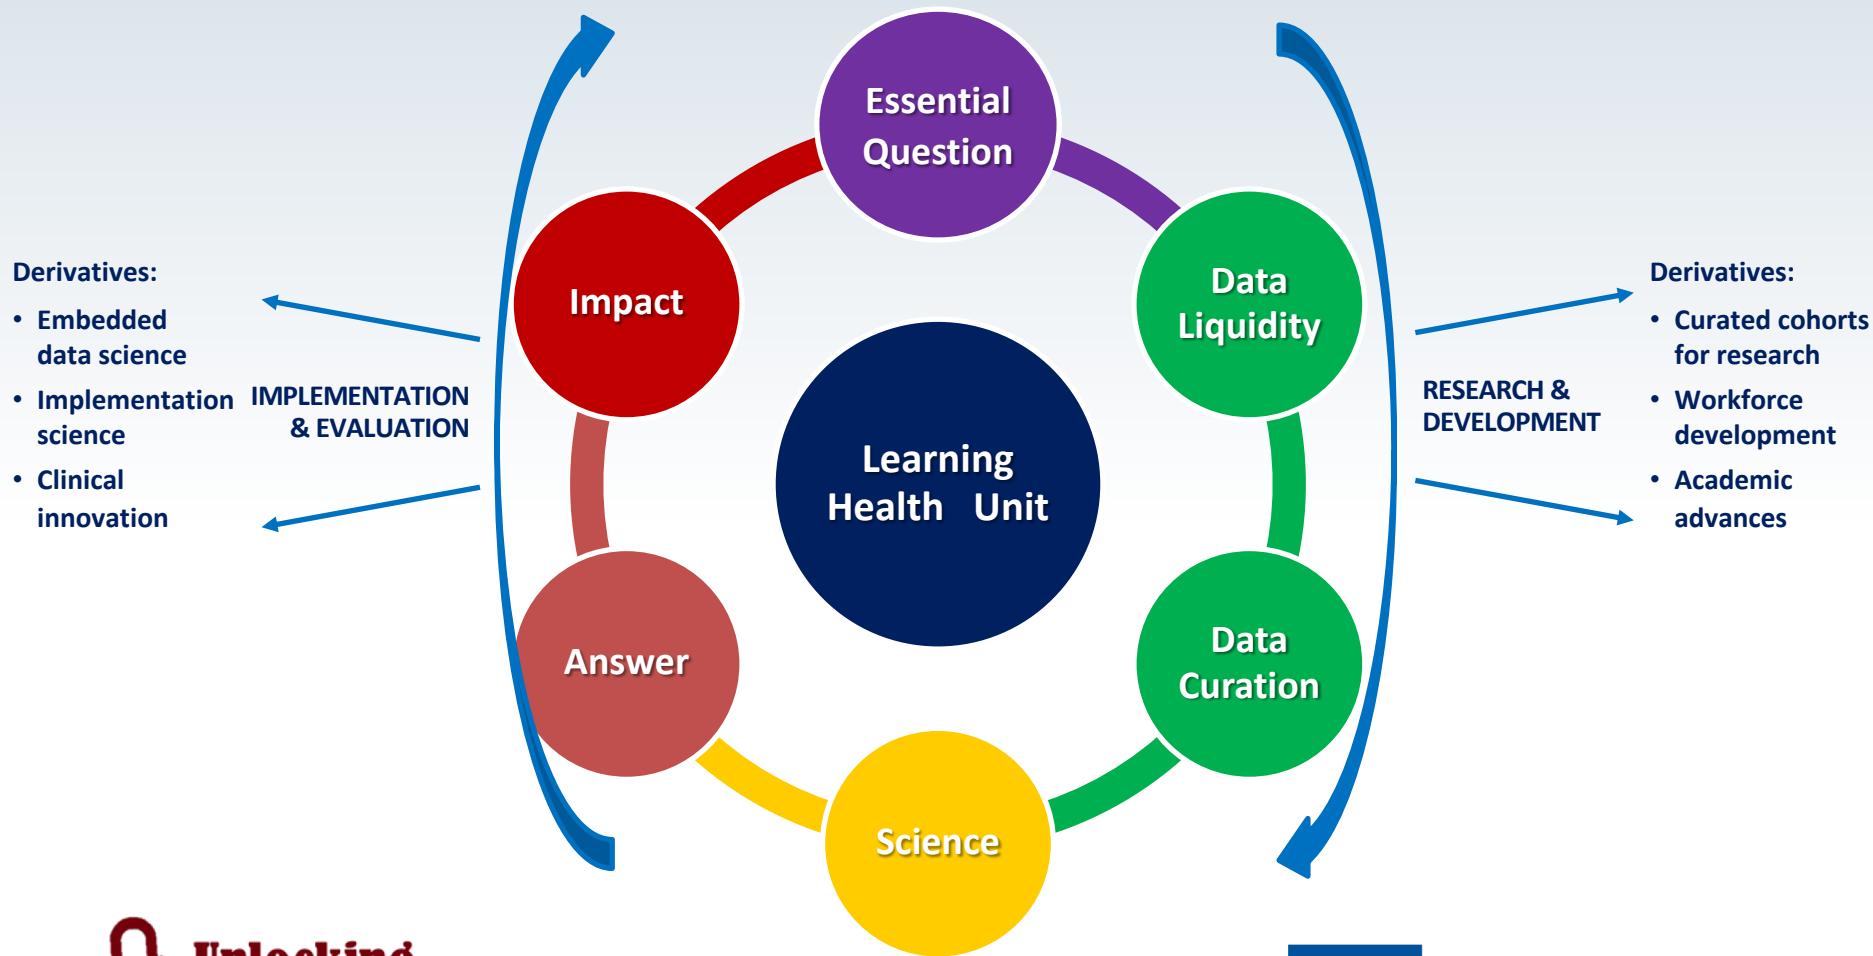 Essential
Question
Impact
Data
Liquidity
Learning
Health Unit
Answer
Data
Curation
Science
Derivatives:
• Embedded
data science
• Implementation
science
• Clinical
innovation
IMPLEMENTATION
& EVALUATION
RESEARCH &
DEVELOPMENT
Derivatives:
• Curated cohorts
for research
• Workforce
development
• Academic
advances
Unlocking